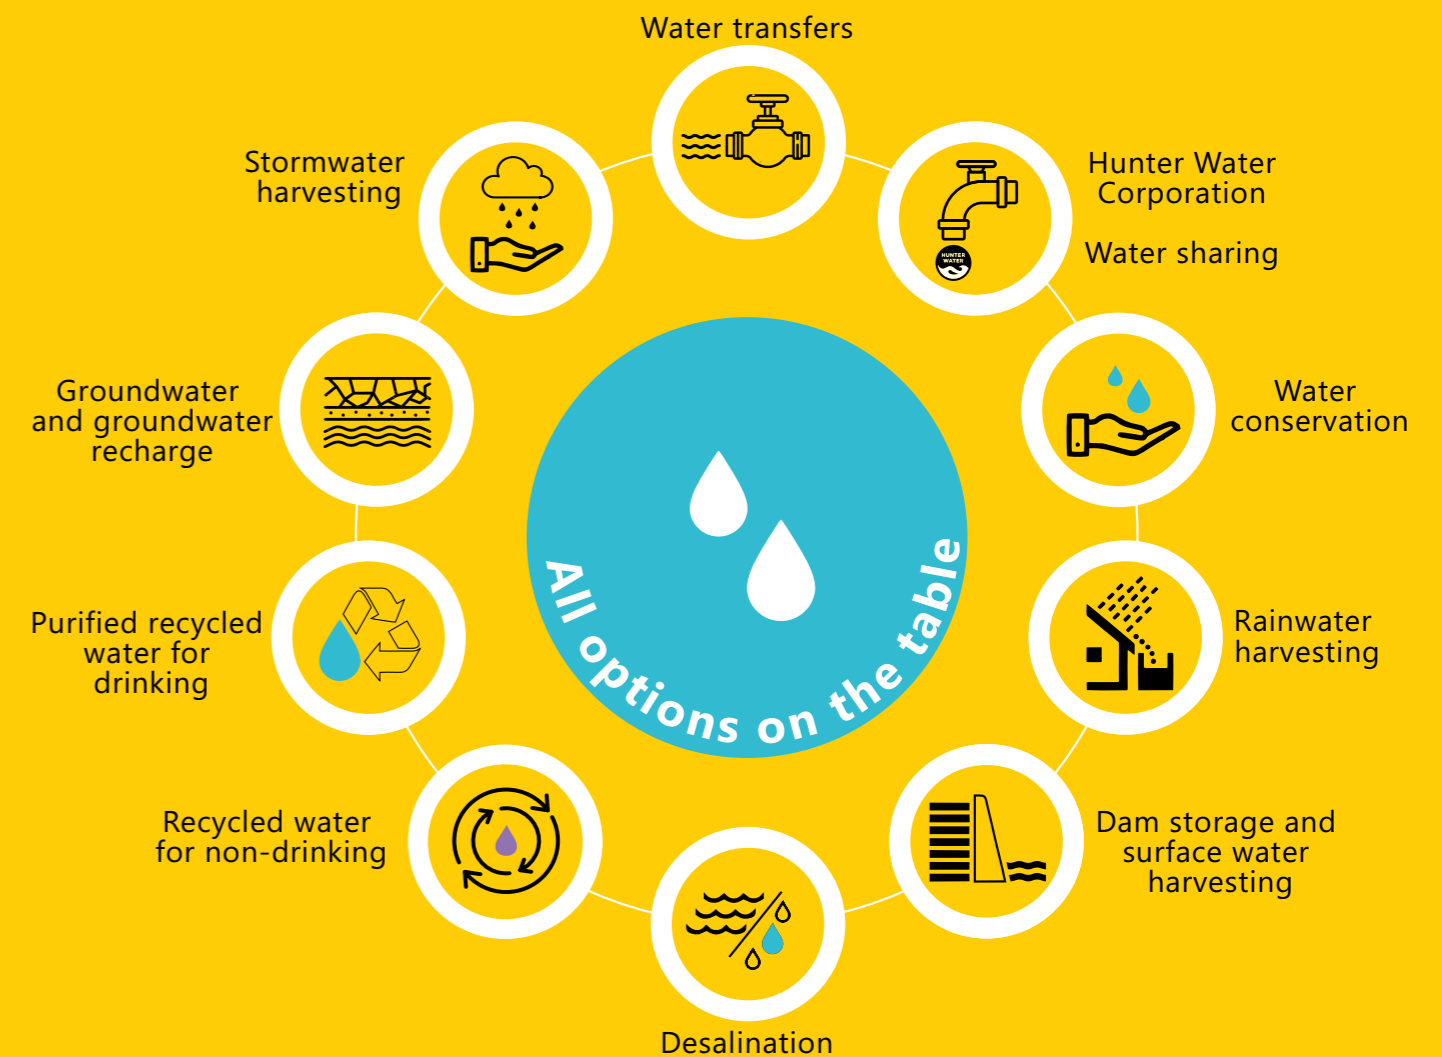 Water transfers
Hunter Water
Corporation
Water sharing
HUNTER
WATER
Water
conservation
Rainwater
harvesting
Dam storage and
surface water
harvesting
Desalination
Recycled water
for non-drinking
Purified recycled
water for
drinking
Groundwater
and groundwater
recharge
Stormwater
harvesting
All options on the table